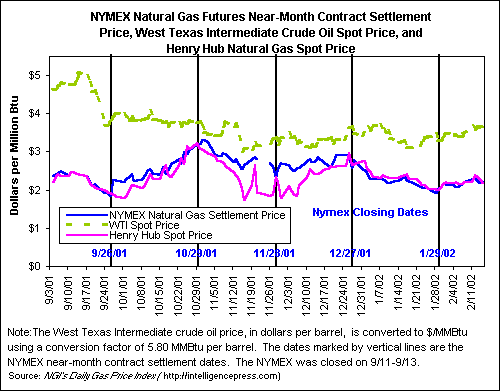 NYMEX Natural Gas Futures Near-Month Contract Settlement
Price, West Texas Intermediate Crude Oil Spot Price, and
Henry Hub Natural Gas Spot Price
Dollars per Million Btu
$5
$4
$3
$2
$1
$0
NYMEX Natural Gas Settlement Price
WTI Spot Price
Henry Hub Spot Price
Nymex Closing Dates
9/26/01
10/29/01
11/28/01
12/27/01
1/29/02
9/3/01
9/10/01
9/17/01
9/24/01
10/1/01
10/8/01
10/15/01
10/22/01
10/29/01
11/5/01
11/12/01
11/19/01
11/26/01
12/3/01
12/10/01
12/17/01
12/24/01
12/31/01
1/7/02
1/14/02
1/21/02
1/28/02
2/4/02
2/11/02
Note:The West Texas Intermediate crude oil price, in dollars per barrel, is converted to $/MMBtu
using a conversion factor of 5.80 MMBtu per barrel. The dates marked by vertical lines are the
NYMEX near-month contract settlement dates. The NYMEX was closed on 9/11-9/13.
Source: NGI's Daily Gas Price Index ( http://intelligencepress.com)